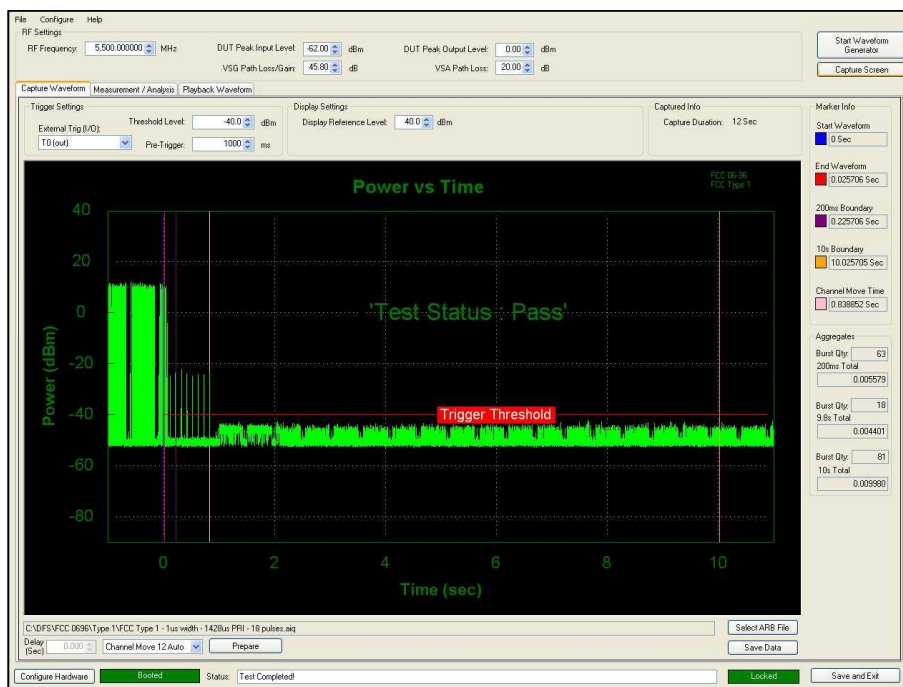 File Configure Help
RF Settings
RF Frequency: 5,500.000000 MHz DUT Peak Input Level: -62.00 dBm DUT Peak Output Level: 0.00 dBm
VSG Path Loss/Gain: 45.80 dB VSA Path Loss: 20.00 dB
Start Waveform Generator
Capture Screen
Capture Waveform Measurement / Analysis Playback Waveform
Trigger Settings
External Trig (I/O):
T0 (out)
Threshold Level: -40.0 dBm
Pre-Trigger: 1000 ms
Display Settings
Display Reference Level: 40.0 dBm
Captured Info
Capture Duration: 12 Sec
Marker Info
Start Waveform
0 Sec
End Waveform
0.025706 Sec
200ms Boundary
0.225706 Sec
10s Boundary
10.025705 Sec
Channel Move Time
0.838852 Sec
Aggregates
Burst Qty: 63
200ms Total
0.005579
Burst Qty: 18
9.8s Total
0.004401
Burst Qty: 81
10s Total
0.009980
Power vs Time
FCC 06-96
FCC Type 1
'Test Status : Pass'
Trigger Threshold
Power (dBm)
40
20
0
-20
-40
-60
-80
0 2 4 6 8 10
Time (sec)
C:\DFS\FCC 0696\Type 1\FCC Type 1 - 1us width - 1428us PRI - 18 pulses.aiq
Select ARB File
Delay (Sec) 0.000 Channel Move 12 Auto Prepare
Save Data
Configure Hardware Booted Status: Test Completed! Locked Save and Exit